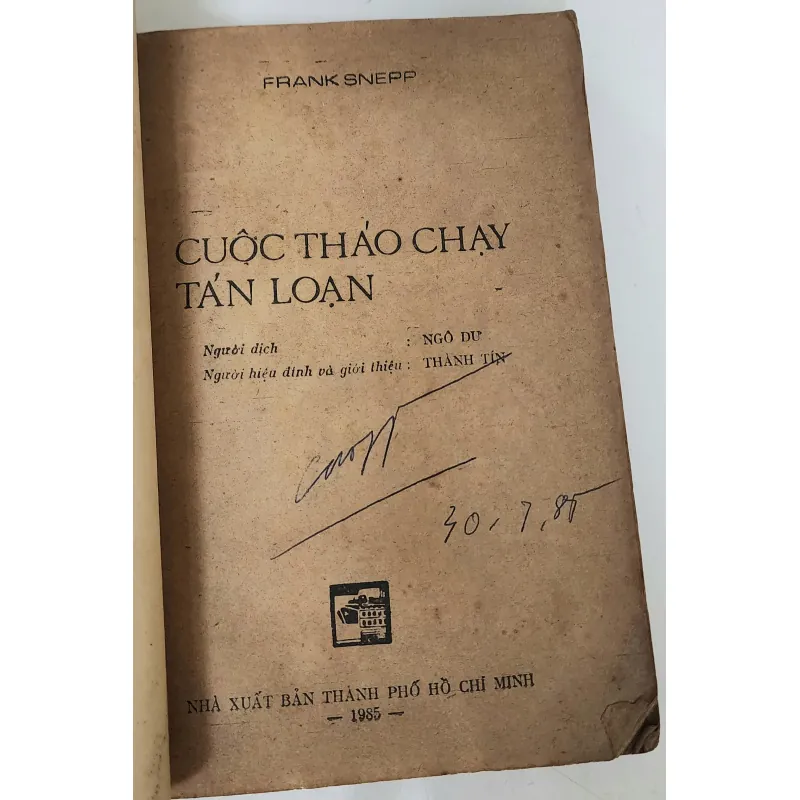 FRANK SNEPP
CUỘC THÁO CHẠY
TÁN LOẠN
Người dịch : NGÔ DƯ
Người hiệu đính và giới thiệu : THÀNH TÍN
30.7.85
NHÀ XUẤT BẢN THÀNH PHỐ HỒ CHÍ MINH
— 1985 —